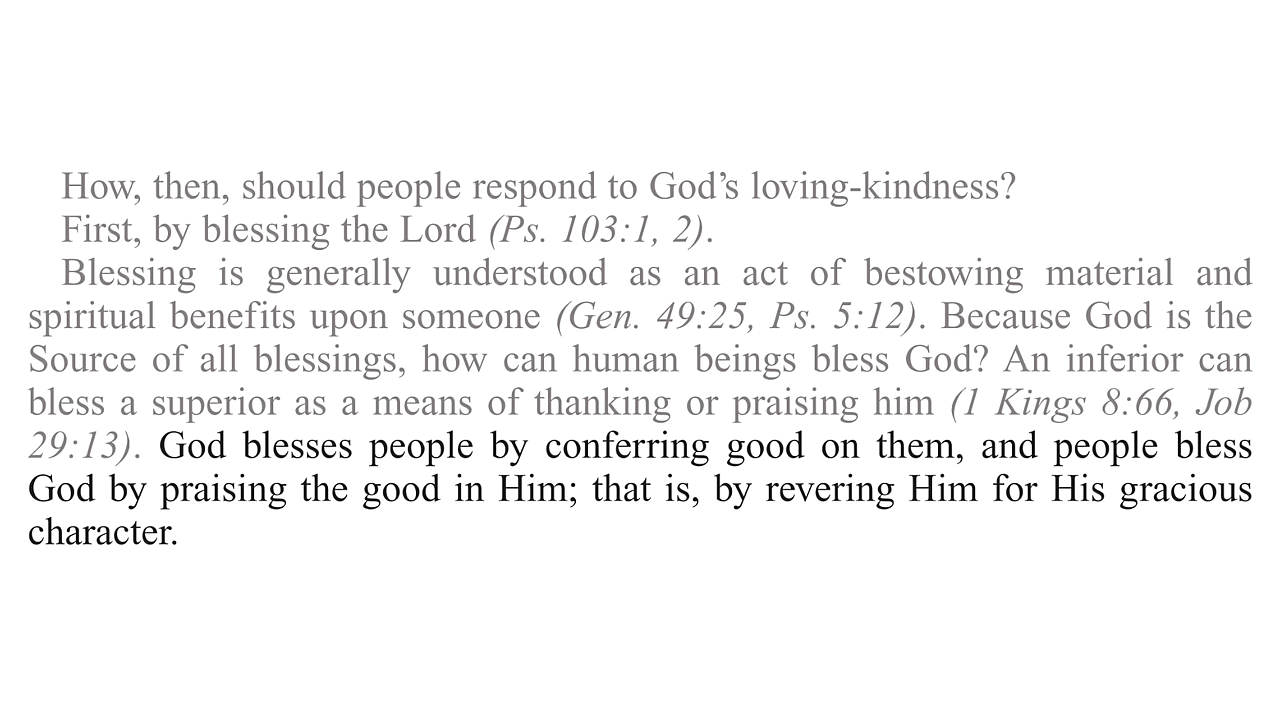 How, then, should people respond to God’s loving-kindness?
First, by blessing the Lord (Ps. 103:1, 2).
Blessing is generally understood as an act of bestowing material and
spiritual benefits upon someone (Gen. 49:25, Ps. 5:12). Because God is the
Source of all blessings, how can human beings bless God? An inferior can
bless a superior as a means of thanking or praising him (1 Kings 8:66, Job
29:13). God blesses people by conferring good on them, and people bless
God by praising the good in Him; that is, by revering Him for His gracious
character.